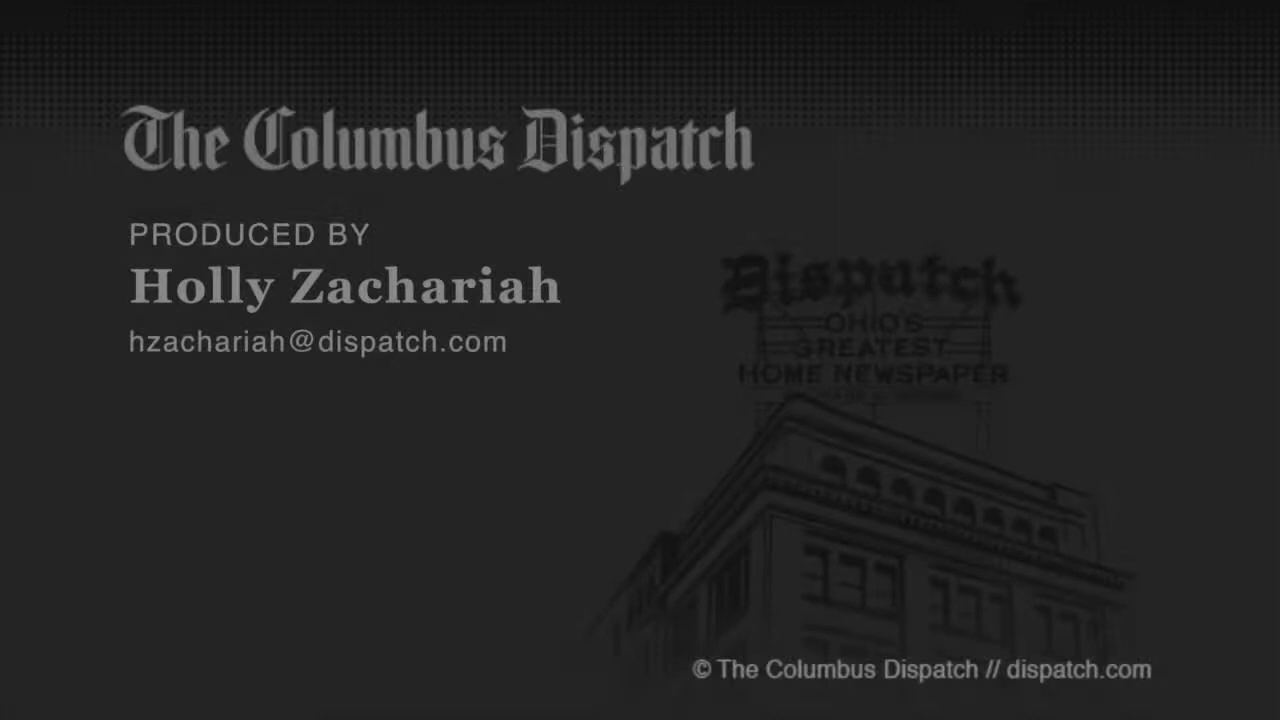 The Columbus Dispatch
PRODUCED BY
Holly Zachariah
hzachariah@dispatch.com
Dispatch
OHIO'S
GREATEST
HOME NEWSPAPER
© The Columbus Dispatch // dispatch.com